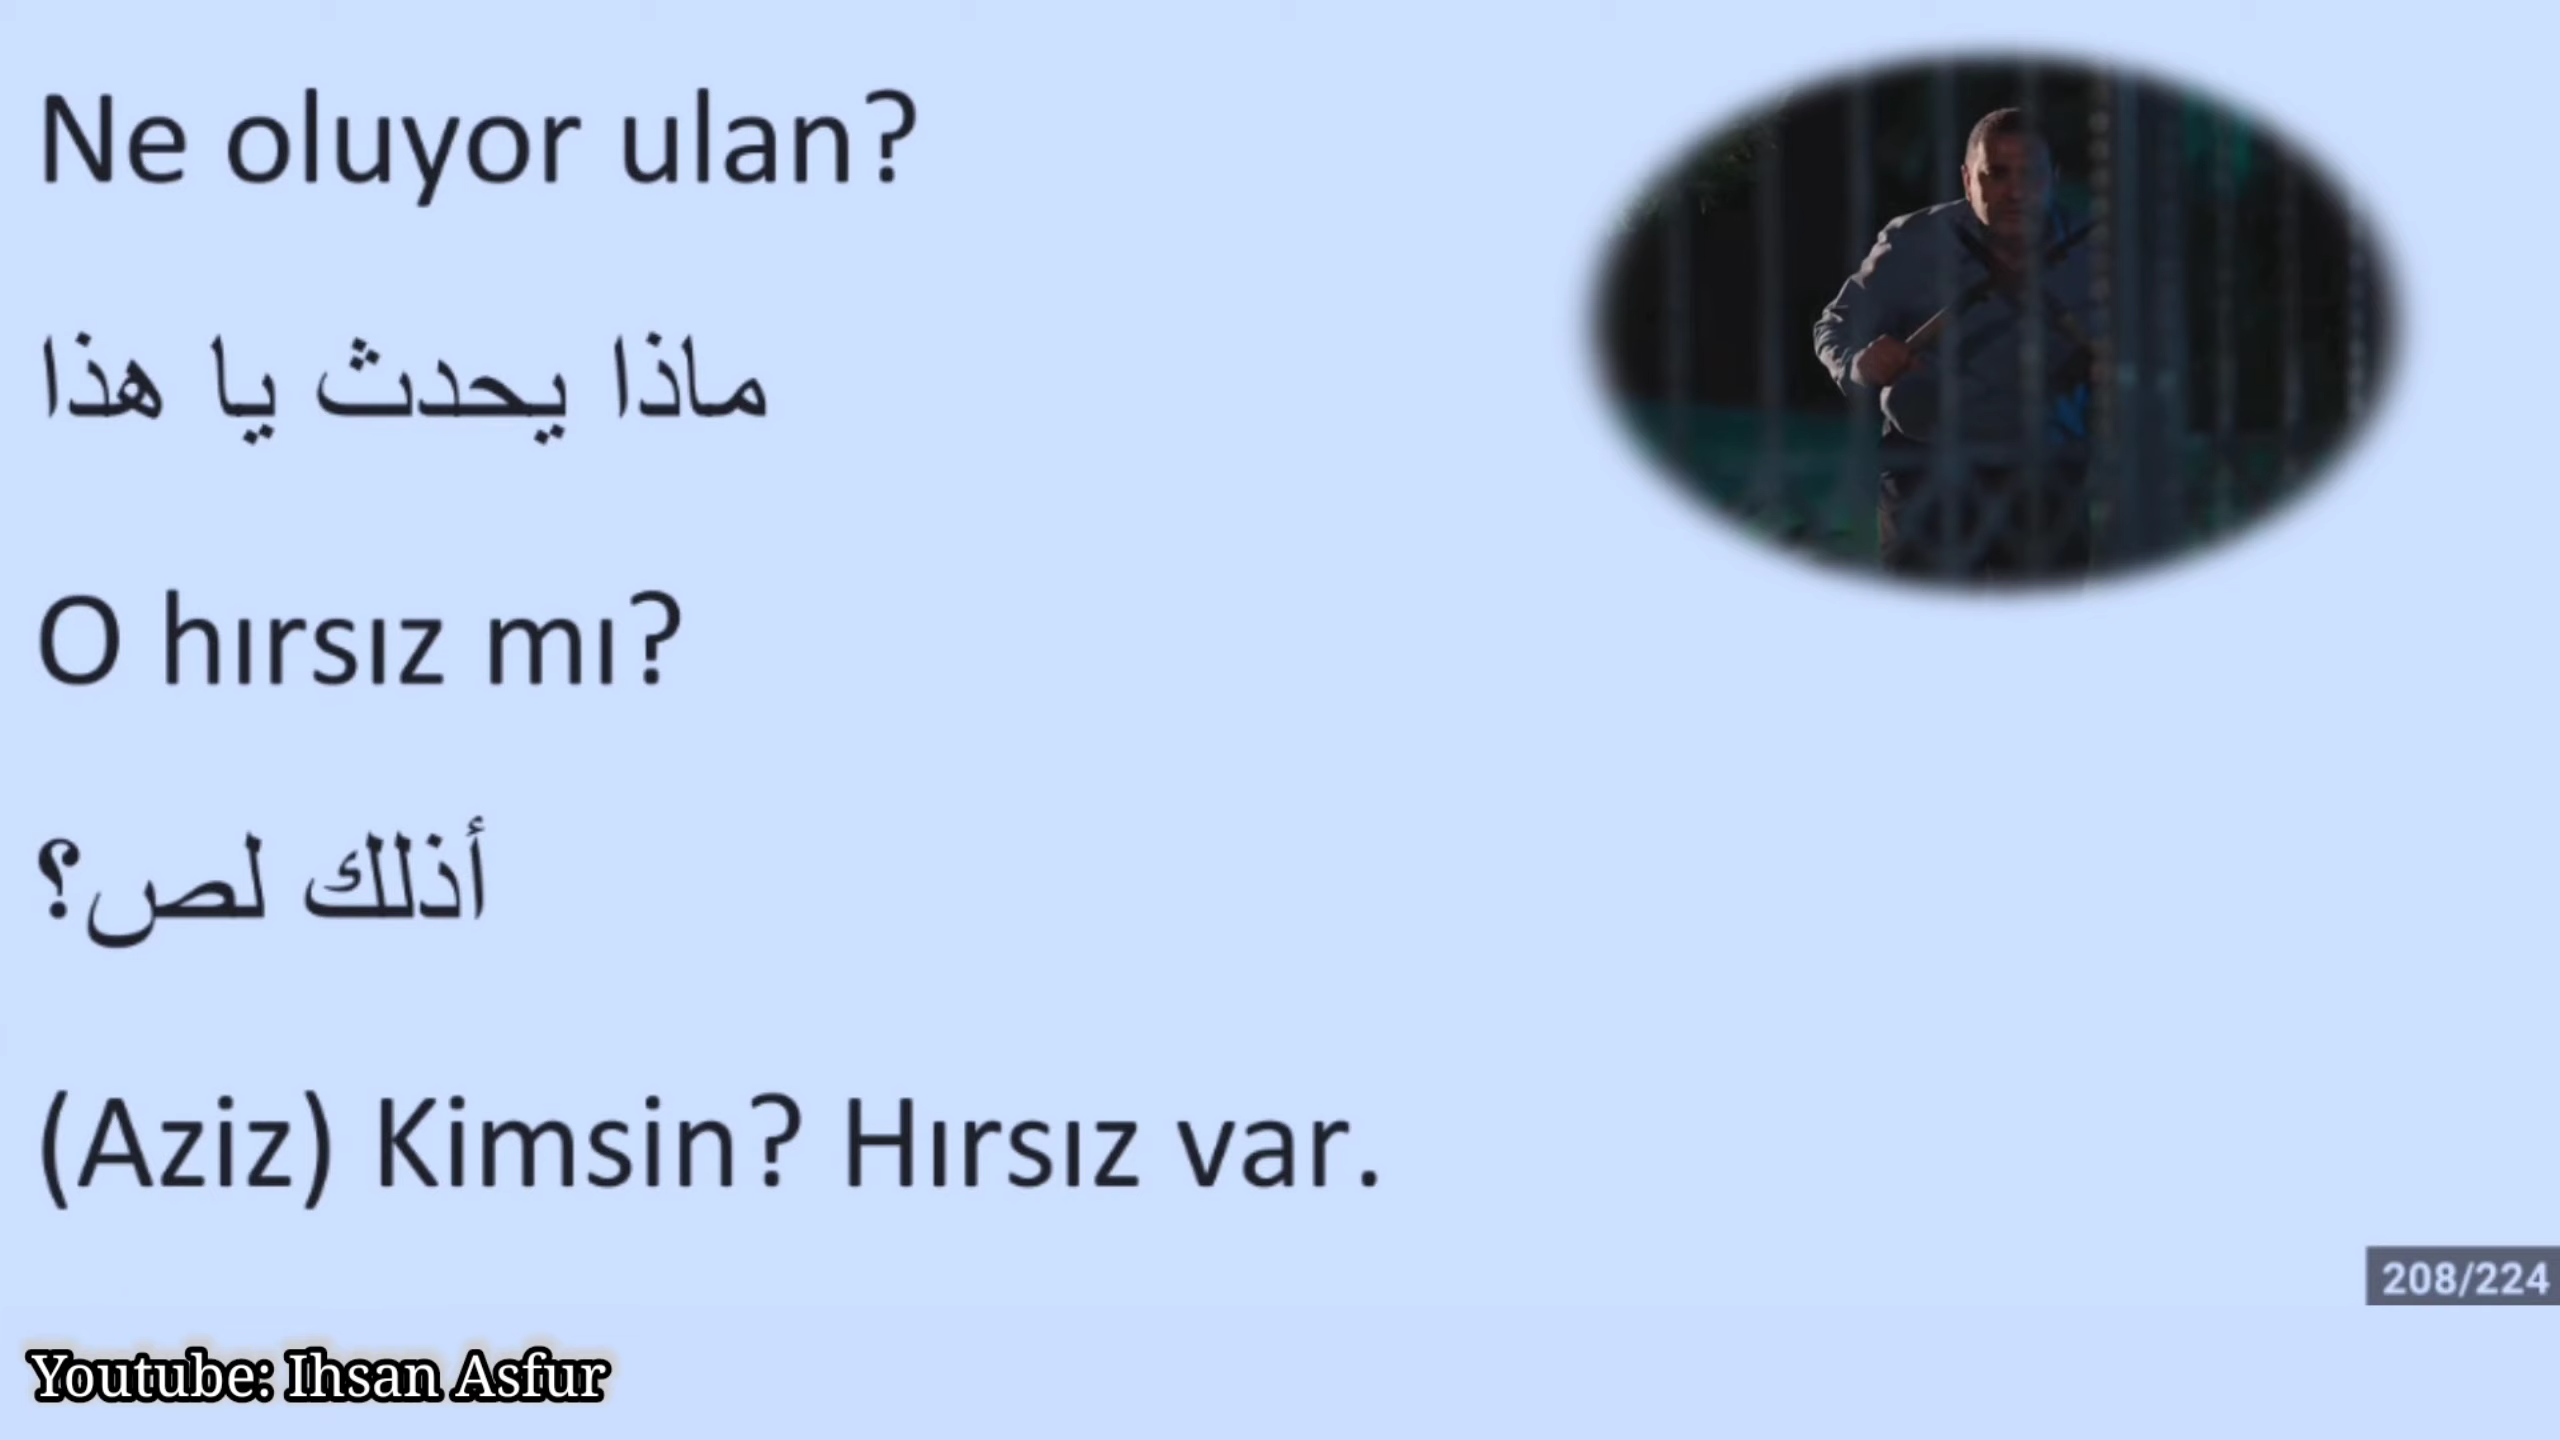 Ne oluyor ulan?
ماذا يحدث يا هذا
O hırsız mı?
أذلك لص؟
(Aziz) Kimsin? Hırsız var.
208/224
Youtube: Ihsan Asfur